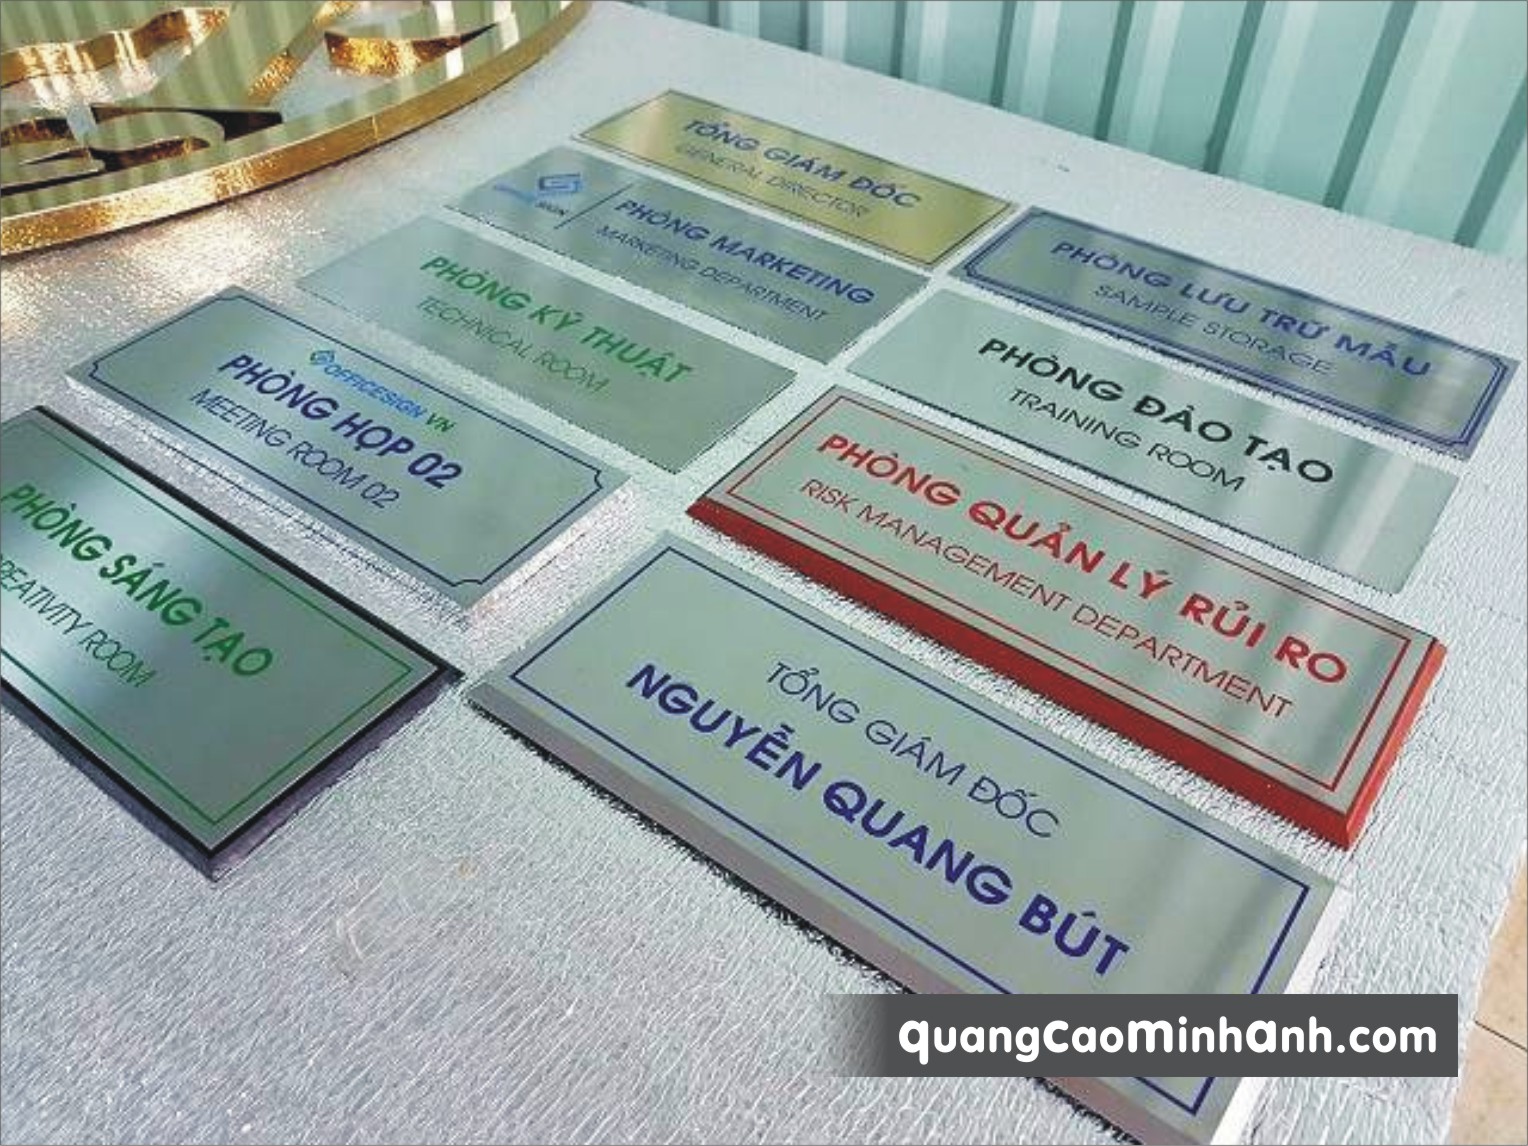 TỔNG GIÁM ĐỐC
GENERAL DIRECTOR
SIGN
PHÒNG MARKETING
MARKETING DEPARTMENT
PHÒNG LƯU TRỮ MẪU
SAMPLE STORAGE
PHÒNG KỸ THUẬT
TECHNICAL ROOM
PHÒNG ĐÀO TẠO
TRAINING ROOM
OFFICESIGN VN
PHÒNG HỌP 02
MEETING ROOM 02
PHÒNG QUẢN LÝ RỦI RO
RISK MANAGEMENT DEPARTMENT
PHÒNG SÁNG TẠO
CREATIVITY ROOM
TỔNG GIÁM ĐỐC
NGUYỄN QUANG BÚT
quangCaoMinhanh.com